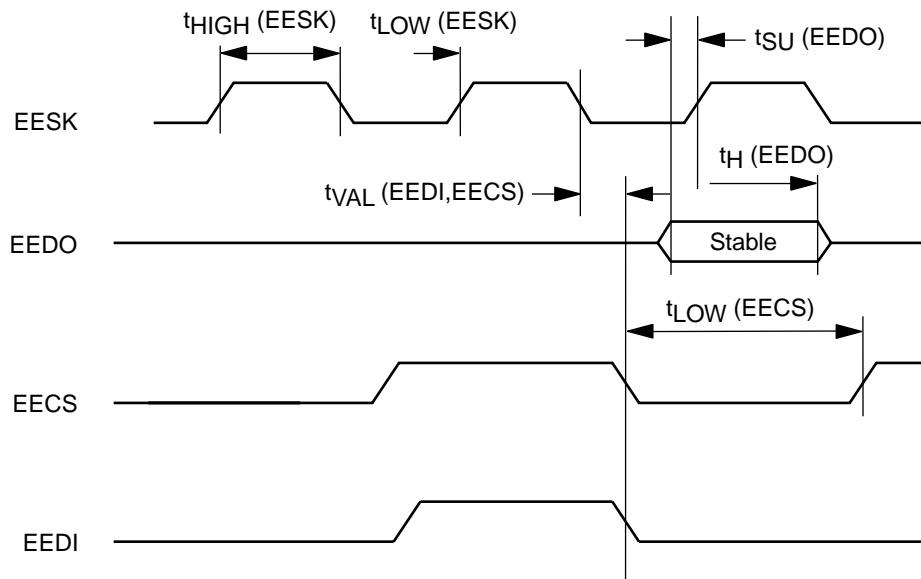 tHIGH (EESK)
tLOW (EESK)
tSU (EEDO)
EESK
tH (EEDO)
tVAL (EEDI,EECS)
EEDO
Stable
tLOW (EECS)
EECS
EEDI